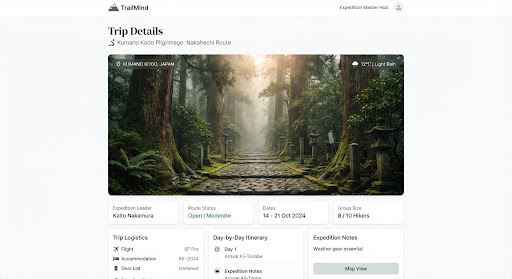 TrailMind
Expedition Master Hub
Trip Details
Kumano Kodo Pilgrimage: Nakahechi Route
KUMANO KODO, JAPAN
12°C | Light Rain
Expedition Leader
Kaito Nakamura
Route Status
Open | Moderate
Dates
14 - 21 Oct 2024
Group Size
8 / 10 Hikers
Trip Logistics
Flight
SF Pro
Accommodation
Gear List
Day-by-Day Itinerary
Day 1
Arrival Kii-Tanabe
Expedition Notes
Expedition Notes
Weather gear essential
Map View